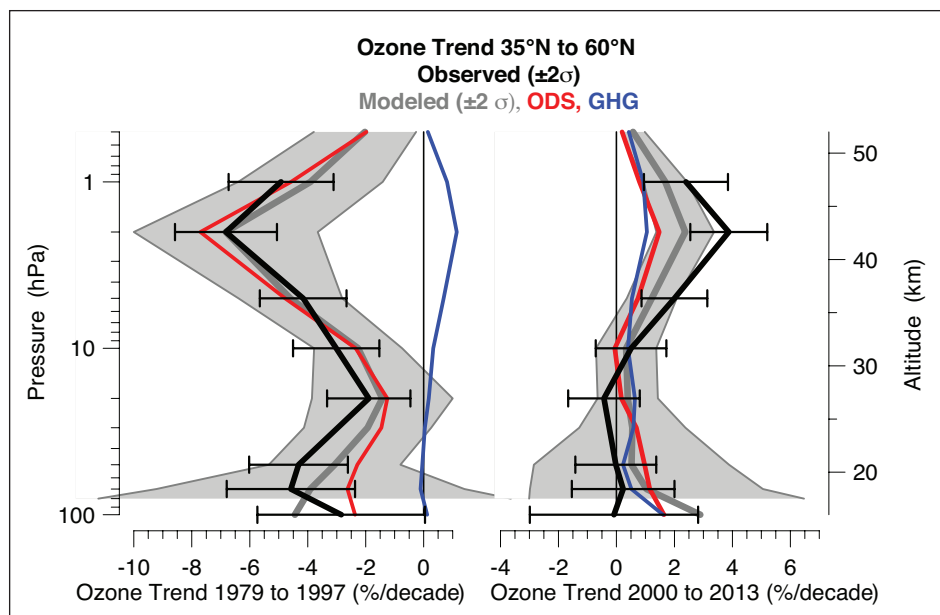 Ozone Trend 35°N to 60°N
Observed (±2σ)
Modeled (±2 σ), ODS, GHG
Pressure (hPa)
1
10
100
-10 -8 -6 -4 -2 0
Ozone Trend 1979 to 1997 (%/decade)
-4 -2 0 2 4 6
Ozone Trend 2000 to 2013 (%/decade)
50
40
30
20
Altitude (km)